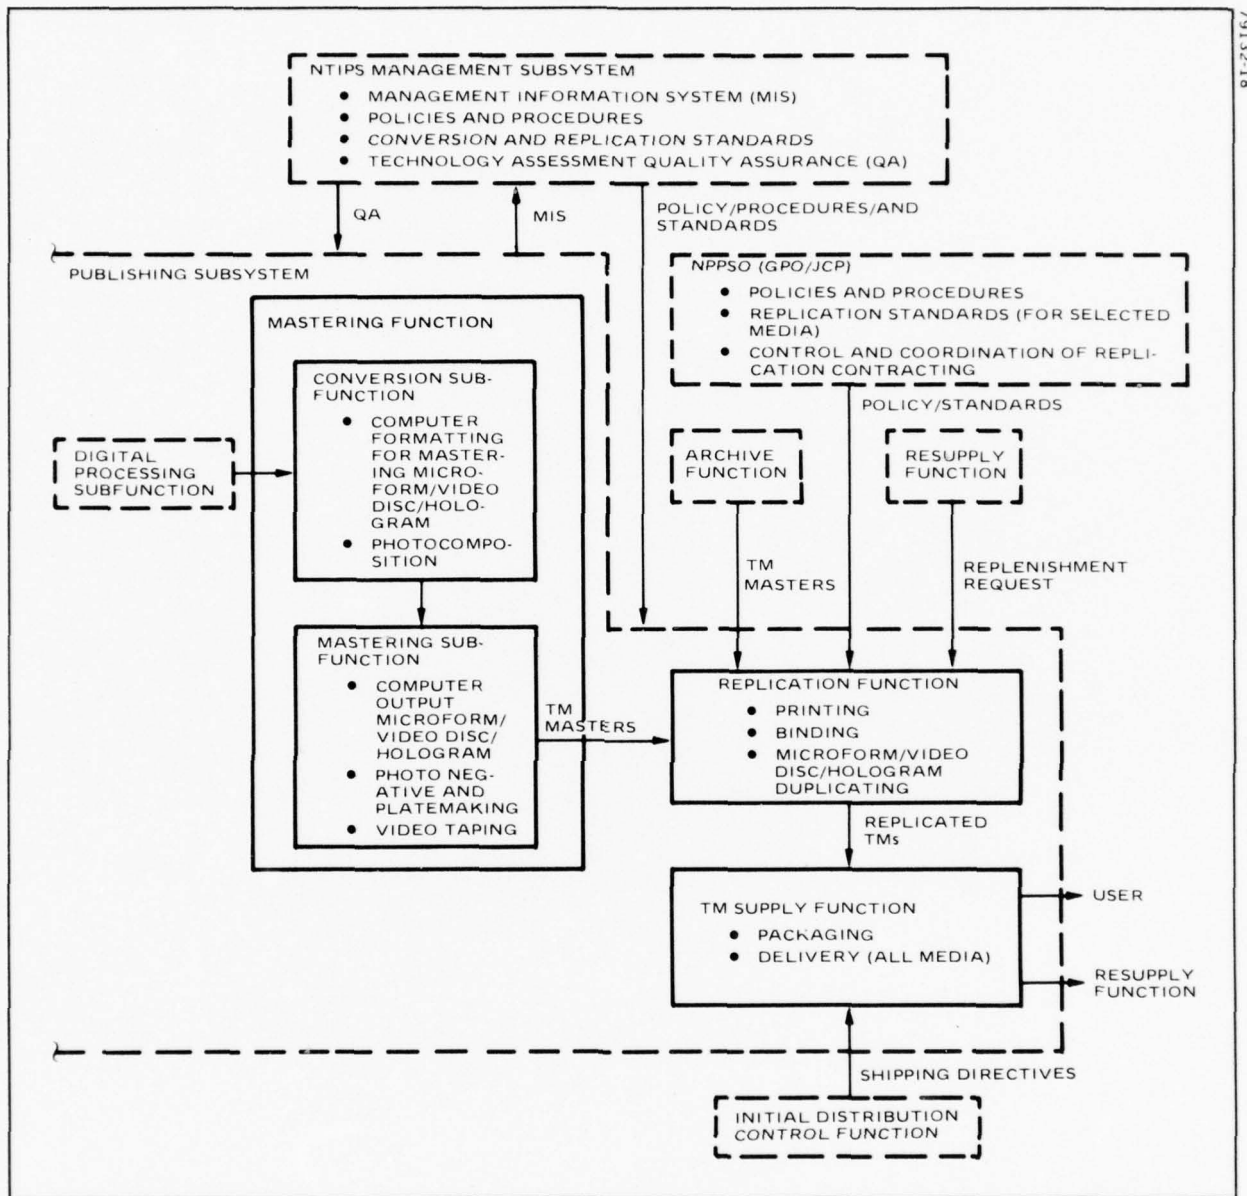 79132-18
NTIPS MANAGEMENT SUBSYSTEM
● MANAGEMENT INFORMATION SYSTEM (MIS)
● POLICIES AND PROCEDURES
● CONVERSION AND REPLICATION STANDARDS
● TECHNOLOGY ASSESSMENT QUALITY ASSURANCE (QA)
QA
MIS
POLICY/PROCEDURES/AND
STANDARDS
PUBLISHING SUBSYSTEM
NPPSO (GPO/JCP)
● POLICIES AND PROCEDURES
● REPLICATION STANDARDS (FOR SELECTED
MEDIA)
● CONTROL AND COORDINATION OF REPLI-
CATION CONTRACTING
POLICY/STANDARDS
MASTERING FUNCTION
CONVERSION SUB-
FUNCTION
● COMPUTER
FORMATTING
FOR MASTER-
ING MICRO-
FORM/VIDEO
DISC/HOLO-
GRAM
● PHOTOCOMPO-
SITION
DIGITAL
PROCESSING
SUBFUNCTION
ARCHIVE
FUNCTION
RESUPPLY
FUNCTION
TM
MASTERS
REPLENISHMENT
REQUEST
MASTERING SUB-
FUNCTION
● COMPUTER
OUTPUT
MICROFORM/
VIDEO DISC/
HOLOGRAM
● PHOTO NEG-
ATIVE AND
PLATEMAKING
● VIDEO TAPING
TM
MASTERS
REPLICATION FUNCTION
● PRINTING
● BINDING
● MICROFORM/VIDEO
DISC/HOLOGRAM
DUPLICATING
REPLICATED
TMs
TM SUPPLY FUNCTION
● PACKAGING
● DELIVERY (ALL MEDIA)
USER
RESUPPLY
FUNCTION
SHIPPING DIRECTIVES
INITIAL DISTRIBUTION
CONTROL FUNCTION